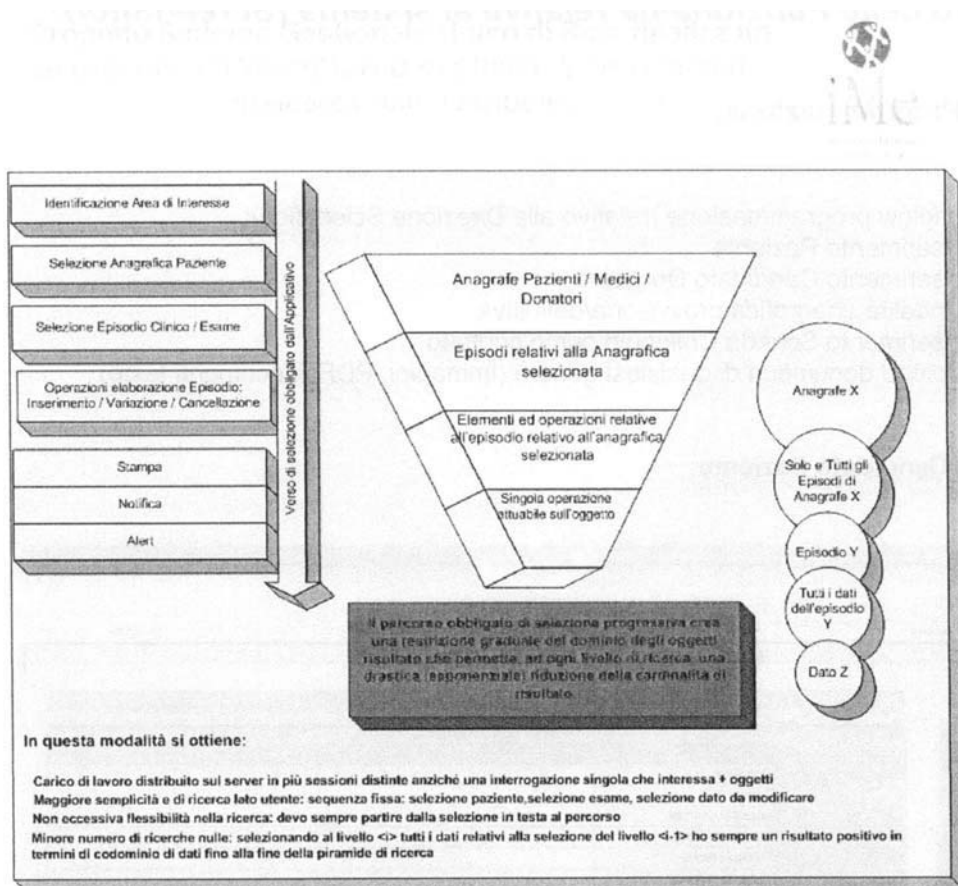 Identificazione Area di Interesse
Selezione Anagrafica Paziente
Selezione Episodio Clinico / Esame
Operazioni elaborazione Episodio:
Inserimento / Variazione / Cancellazione
Stampa
Notifica
Alert
Verso di selezione obbligato dall'Applicativo
Anagrafe Pazienti / Medici /
Donatori
Episodi relativi alla Anagrafica
selezionata
Elementi ed operazioni relative
all'episodio relativo all'anagrafica
selezionata
Singola operazione
attuabile sull'oggetto
Anagrafe X
Solo e Tutti gli
Episodi di
Anagrafe X
Episodio Y
Tutti i dati
dell'episodio
Y
Dato Z
Il percorso obbligato di selezione progressiva crea
una restrizione graduale del dominio degli oggetti
risultato che permette, ad ogni livello di ricerca, una
drastica (esponenziale) riduzione della cardinalità di
risultato
In questa modalità si ottiene:
Carico di lavoro distribuito sul server in più sessioni distinte anziché una interrogazione singola che interessa + oggetti
Maggiore semplicità e di ricerca lato utente: sequenza fissa: selezione paziente,selezione esame, selezione dato da modificare
Non eccessiva flessibilità nella ricerca: devo sempre partire dalla selezione in testa al percorso
Minore numero di ricerche nulle: selezionando al livello <i> tutti i dati relativi alla selezione del livello <i-1> ho sempre un risultato positivo in
termini di codominio di dati fino alla fine della piramide di ricerca